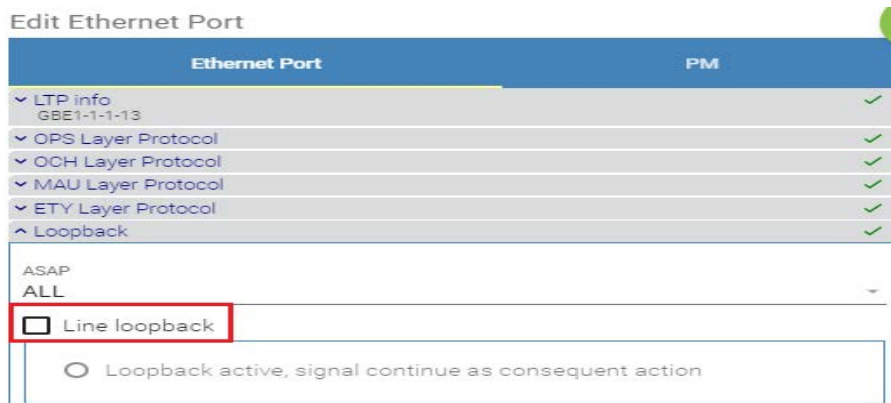 Edit Ethernet Port
Ethernet Port PM
LTP info
GBE1-1-1-13
OPS Layer Protocol
OCH Layer Protocol
MAU Layer Protocol
ETY Layer Protocol
Loopback
ASAP
ALL
Line loopback
Loopback active, signal continue as consequent action